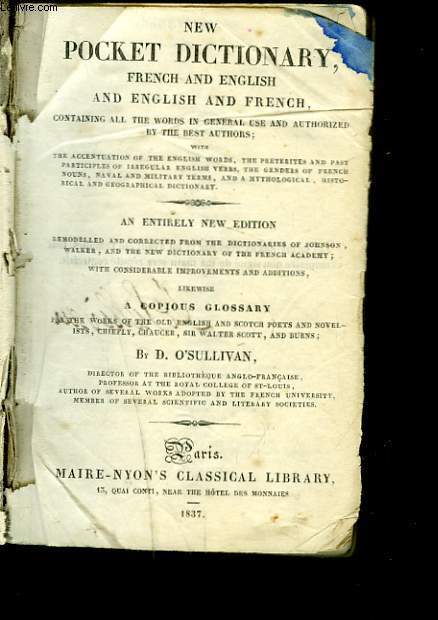 Le-livre.com
NEW
POCKET DICTIONARY,
FRENCH AND ENGLISH
AND ENGLISH AND FRENCH,
CONTAINING ALL THE WORDS IN GENERAL USE AND AUTHORIZED
BY THE BEST AUTHORS;
WITH
THE ACCENTUATION OF THE ENGLISH WORDS, THE PRETERITES AND PAST
PARTICIPLES OF IRREGULAR ENGLISH VERBS, THE GENDERS OF FRENCH
NOUNS, NAVAL AND MILITARY TERMS, AND A MYTHOLOGICAL, HISTO-
RICAL AND GEOGRAPHICAL DICTIONARY.
AN ENTIRELY NEW EDITION
REMODELLED AND CORRECTED FROM THE DICTIONARIES OF JOHNSON,
WALKER, AND THE NEW DICTIONARY OF THE FRENCH ACADEMY;
WITH CONSIDERABLE IMPROVEMENTS AND ADDITIONS,
LIKEWISE
A COPIOUS GLOSSARY
FOR THE WORKS OF THE OLD ENGLISH AND SCOTCH POETS AND NOVEL-
ISTS, CHIEFLY, CHAUCER, SIR WALTER SCOTT, AND BURNS;
BY D. O'SULLIVAN,
DIRECTOR OF THE BIBLIOTHÈQUE ANGLO-FRANÇAISE,
PROFESSOR AT THE ROYAL COLLEGE OF ST-LOUIS,
AUTHOR OF SEVERAL WORKS ADOPTED BY THE FRENCH UNIVERSITY,
MEMBER OF SEVERAL SCIENTIFIC AND LITERARY SOCIETIES.
Paris.
MAIRE-NYON'S CLASSICAL LIBRARY,
13, QUAI CONTI, NEAR THE HÔTEL DES MONNAIES
1837.